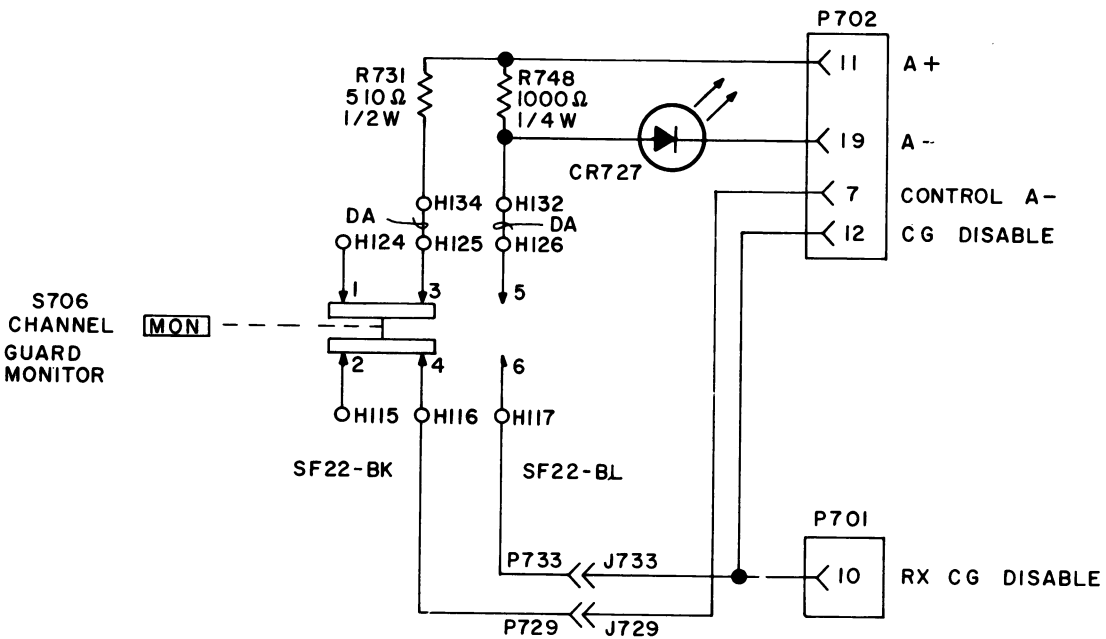 P702
11 A+
R731
510Ω
1/2W
R748
1000Ω
1/4W
19 A-
CR727
7 CONTROL A-
12 CG DISABLE
H134
H132
DA
DA
H124
H125
H126
1
3
5
S706
CHANNEL
GUARD
MONITOR
MON
2
4
6
H115
H116
H117
SF22-BK
SF22-BL
P701
P733
J733
10 RX CG DISABLE
P729
J729